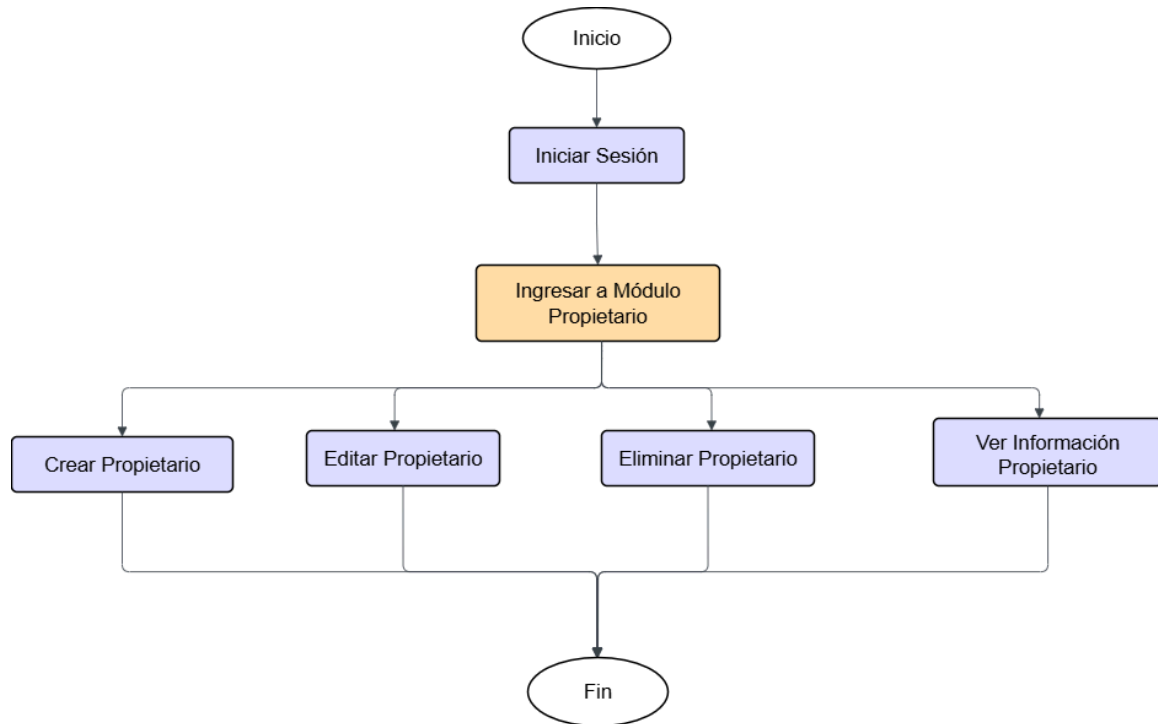 Inicio
Iniciar Sesión
Ingresar a Módulo
Propietario
Crear Propietario
Editar Propietario
Eliminar Propietario
Ver Información
Propietario
Fin